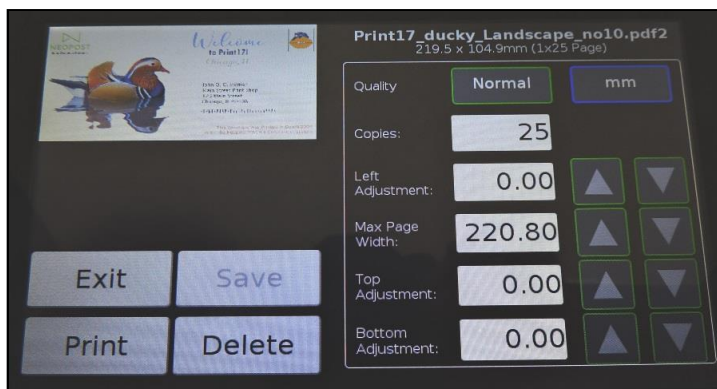 NEOPOST
Welcome
to Print17!
Chicago, IL
Print17_ducky_Landscape_no10.pdf2
219.5 x 104.9mm (1x25 Page)
Quality
Normal
mm
Copies:
25
Left
Adjustment:
0.00
Max Page
Width:
220.80
Top
Adjustment:
0.00
Bottom
Adjustment:
0.00
Exit
Save
Print
Delete